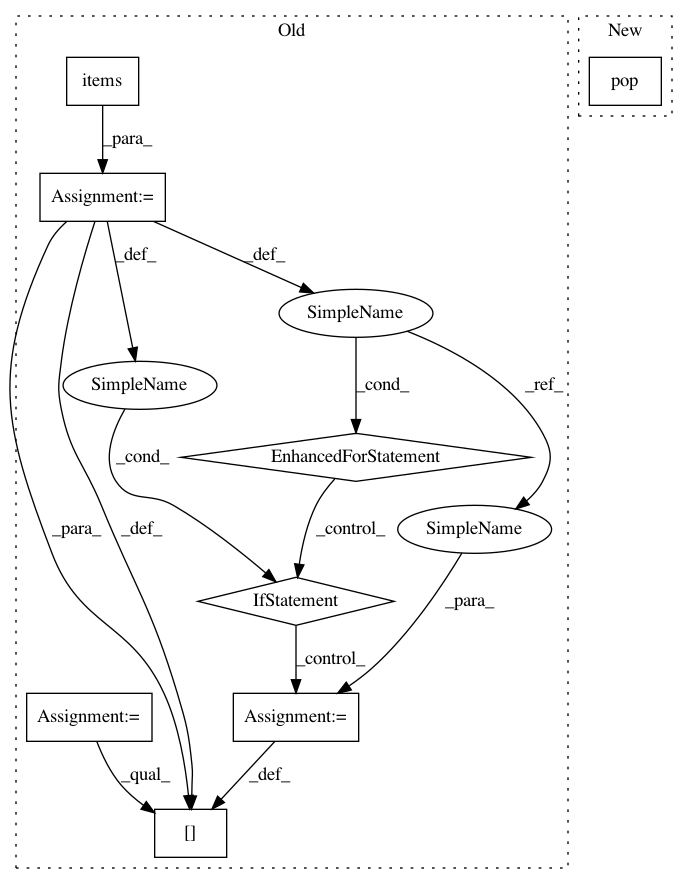 Old
New
items
pop
_para_
Assignment:=
_def_
_def_
SimpleName
SimpleName
_cond_
_ref_
_cond_
EnhancedForStatement
_para_
_def_
_control_
SimpleName
IfStatement
_para_
_control_
Assignment:=
Assignment:=
_qual_
_def_
[]